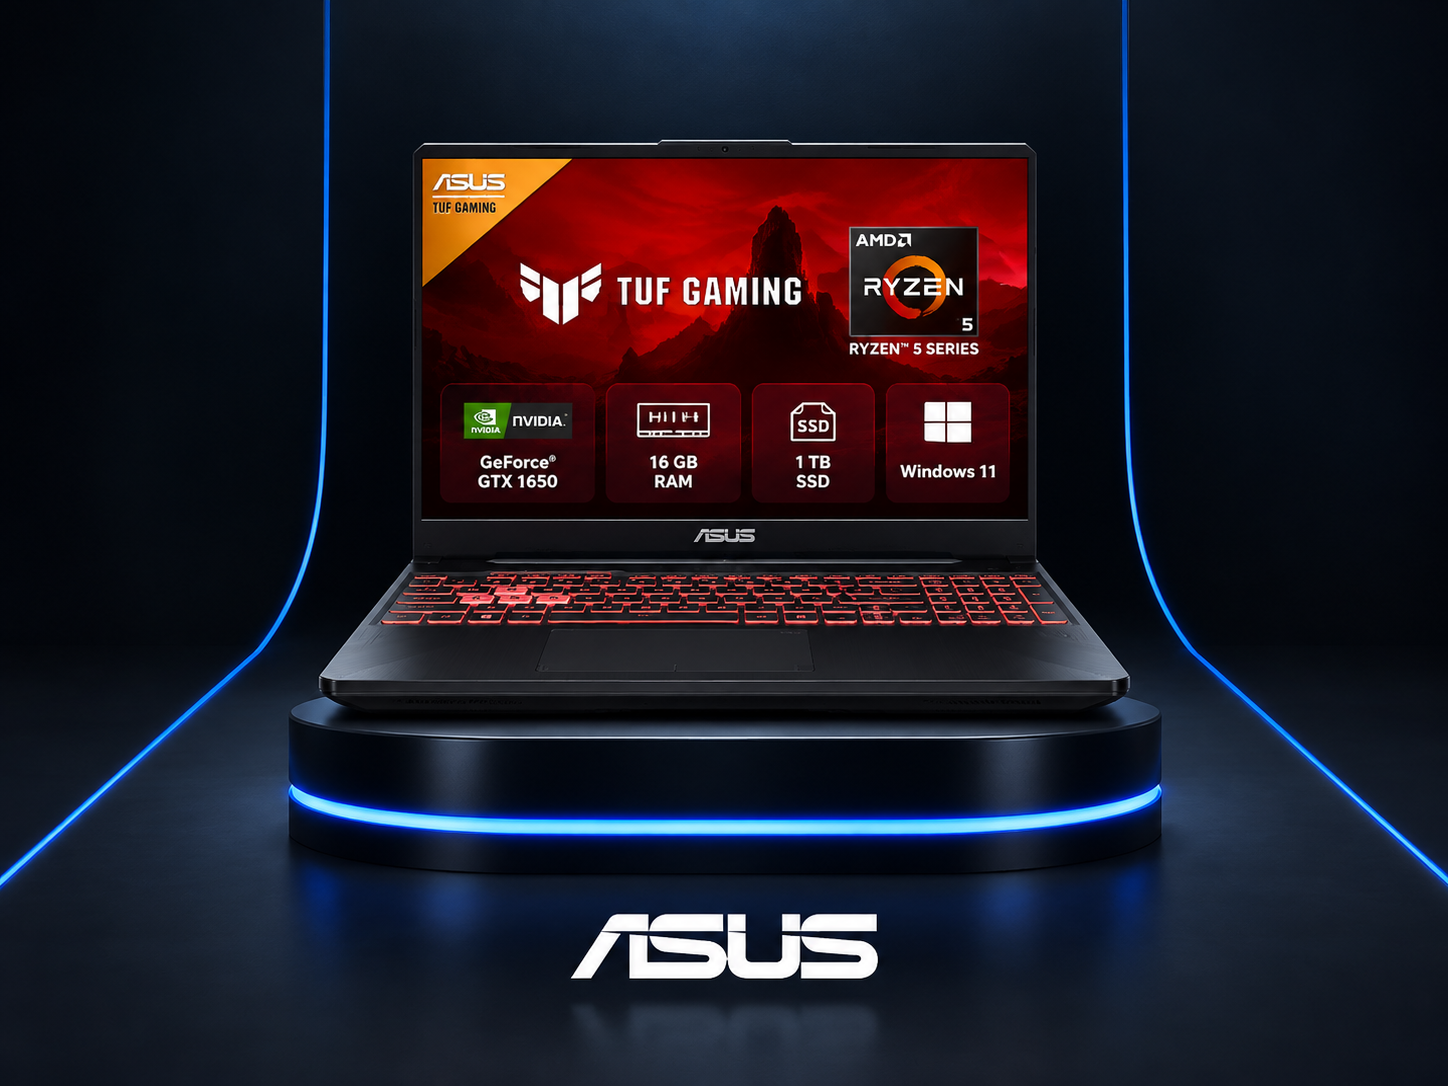 ASUS
TUF GAMING
TUF GAMING
AMD
RYZEN
5
RYZEN™ 5 SERIES
NVIDIA
NVIDIA
GeForce®
GTX 1650
16 GB
RAM
SSD
1 TB
SSD
Windows 11
ASUS
ASUS